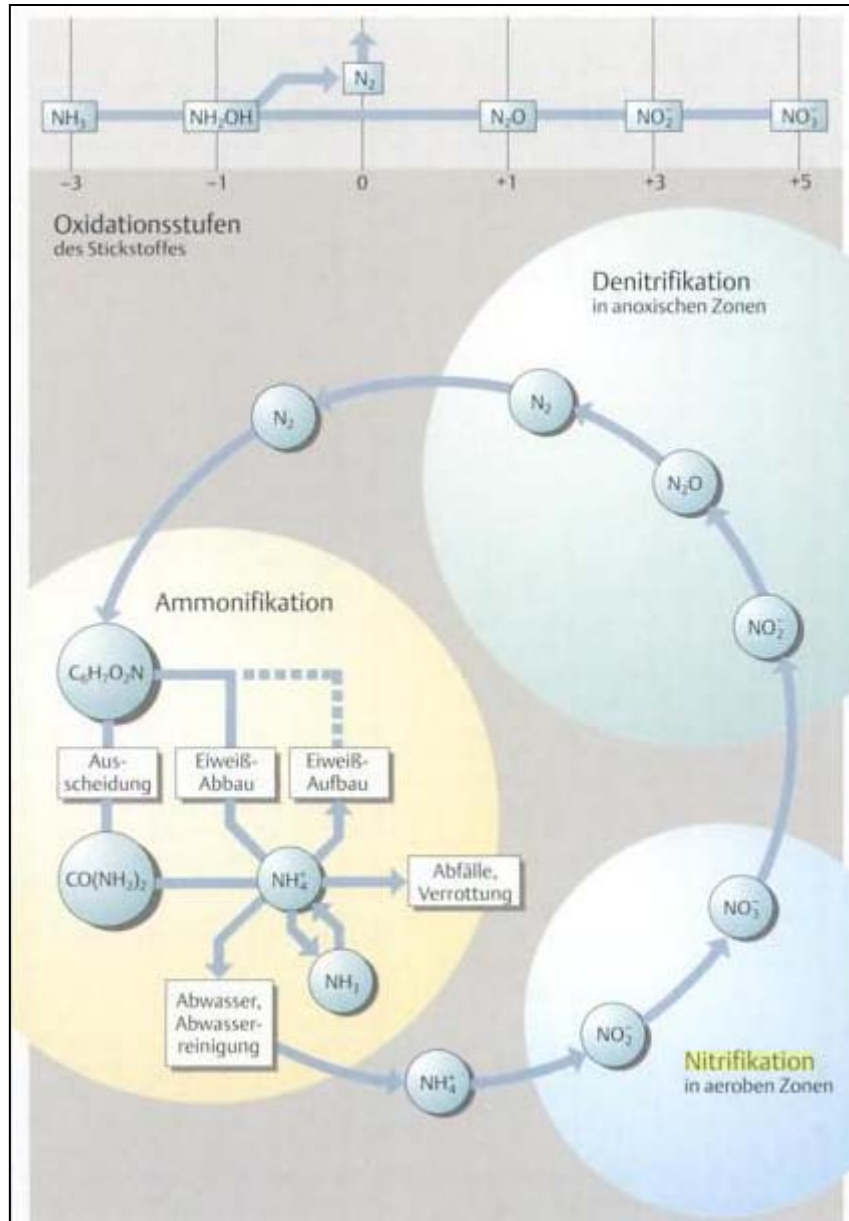 N₂
NH₃ NH₂OH N₂O NO₂⁻ NO₃⁻
−3 −1 0 +1 +3 +5
Oxidationsstufen
des Stickstoffes
Denitrifikation
in anoxischen Zonen
N₂
N₂
N₂O
NO₂⁻
Ammonifikation
C₆H₇O₂N
Aus-
scheidung
Eiweiß-
Abbau
Eiweiß-
Aufbau
CO(NH₂)₂
NH₄⁺
Abfälle,
Verrottung
NH₃
Abwasser,
Abwasser-
reinigung
NH₄⁺
NO₂⁻
NO₃⁻
Nitrifikation
in aeroben Zonen